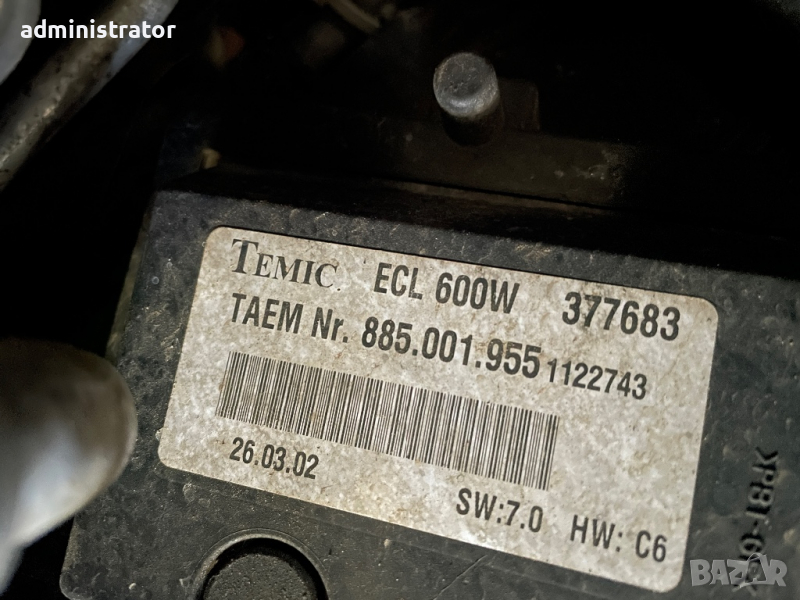 administrator
TEMIC ECL 600W 377683
TAEM Nr. 885.001.955 1122743
26.03.02
SW:7.0 HW: C6
BAZAR